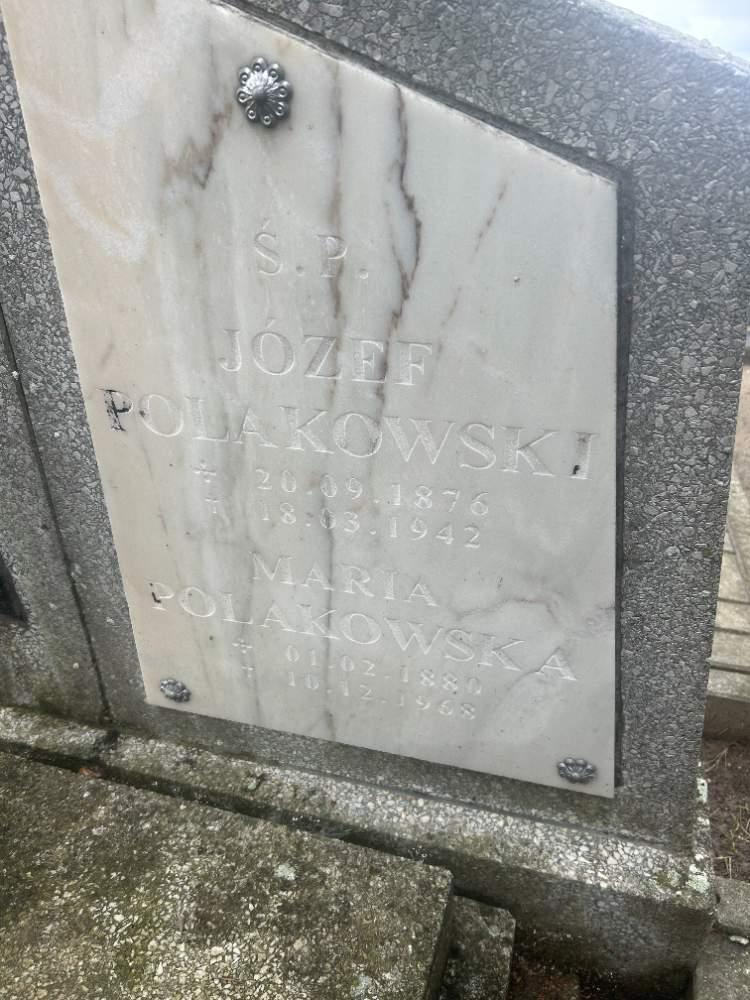 Ś.P.
JÓZEF
POLAKOWSKI
20.09.1876
18.03.1942
MARIA
POLAKOWSKA
01.02.1880
10.12.1968